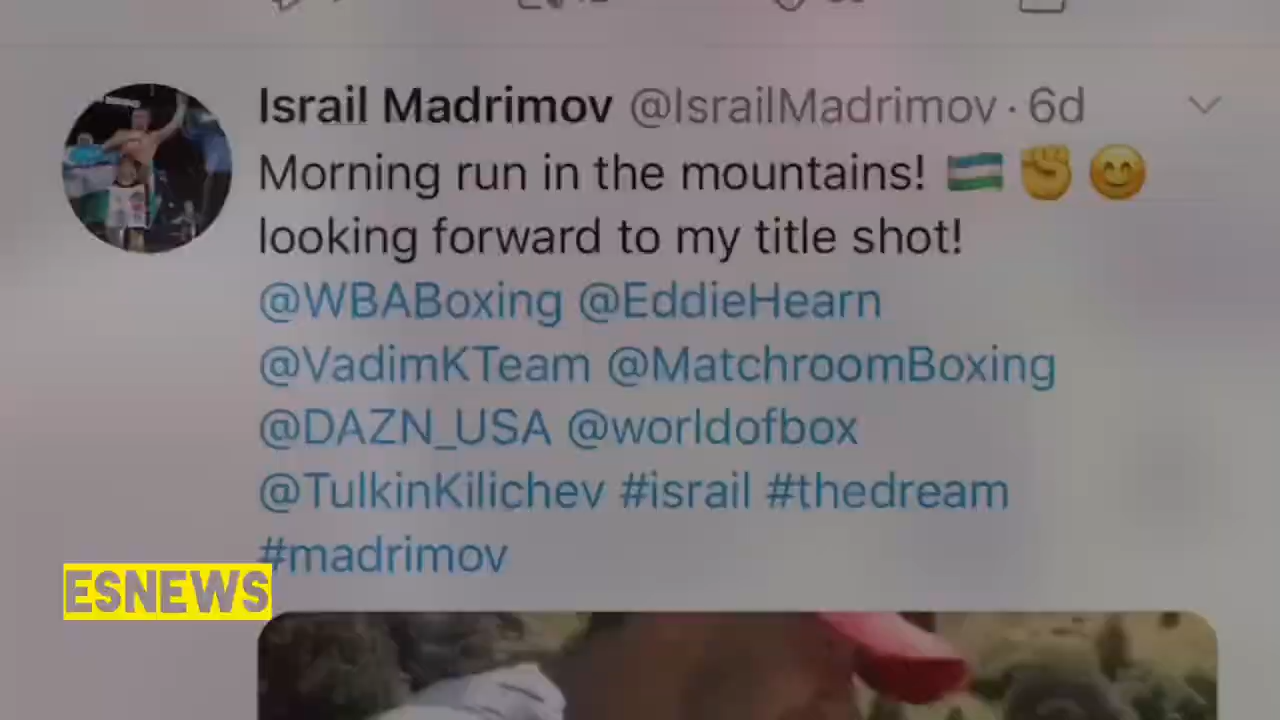 Israil Madrimov @IsrailMadrimov · 6d
Morning run in the mountains! 🇺🇿 ✊ 😊
looking forward to my title shot!
@WBABoxing @EddieHearn
@VadimKTeam @MatchroomBoxing
@DAZN_USA @worldofbox
@TulkinKilichev #israil #thedream
#madrimov
ESNEWS